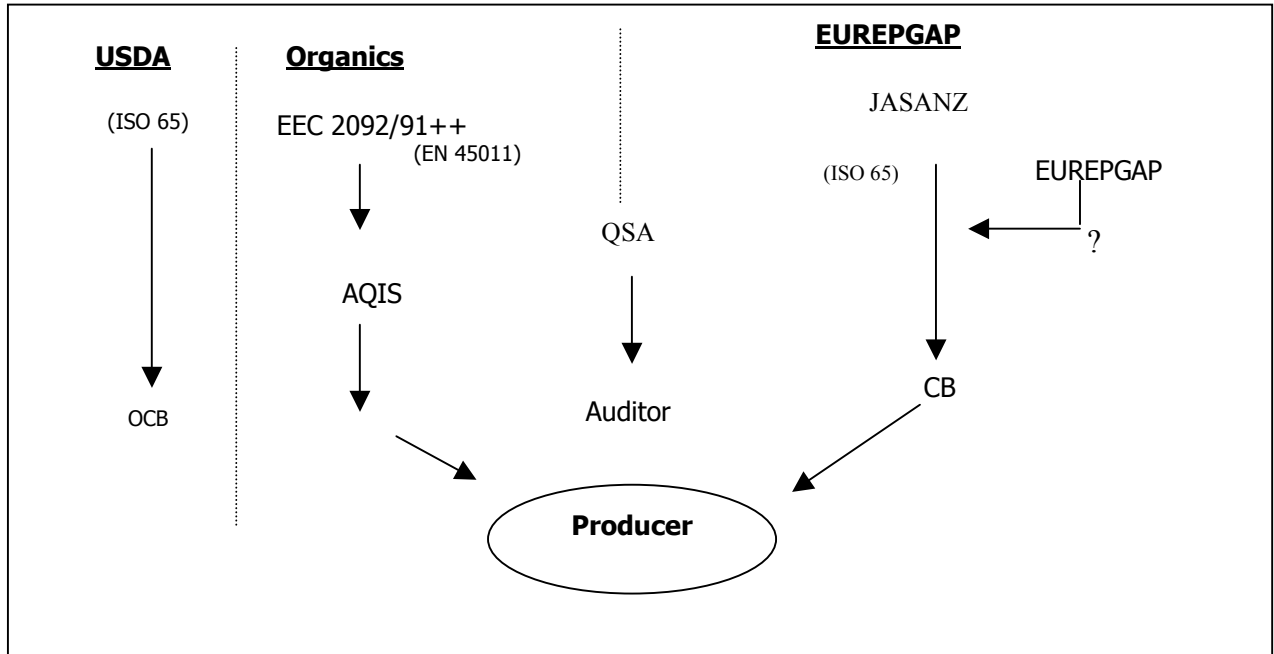 USDA
(ISO 65)
OCB
Organics
EEC 2092/91++
(EN 45011)
AQIS
QSA
Auditor
EUREPGAP
JASANZ
(ISO 65)
EUREPGAP
?
CB
Producer